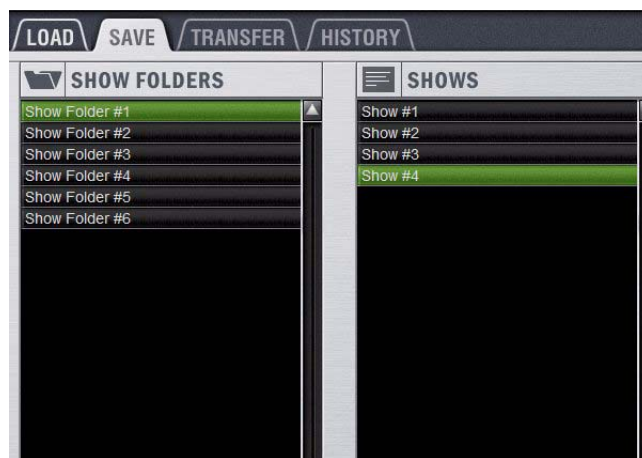 LOAD SAVE TRANSFER HISTORY
SHOW FOLDERS
Show Folder #1
Show Folder #2
Show Folder #3
Show Folder #4
Show Folder #5
Show Folder #6
SHOWS
Show #1
Show #2
Show #3
Show #4